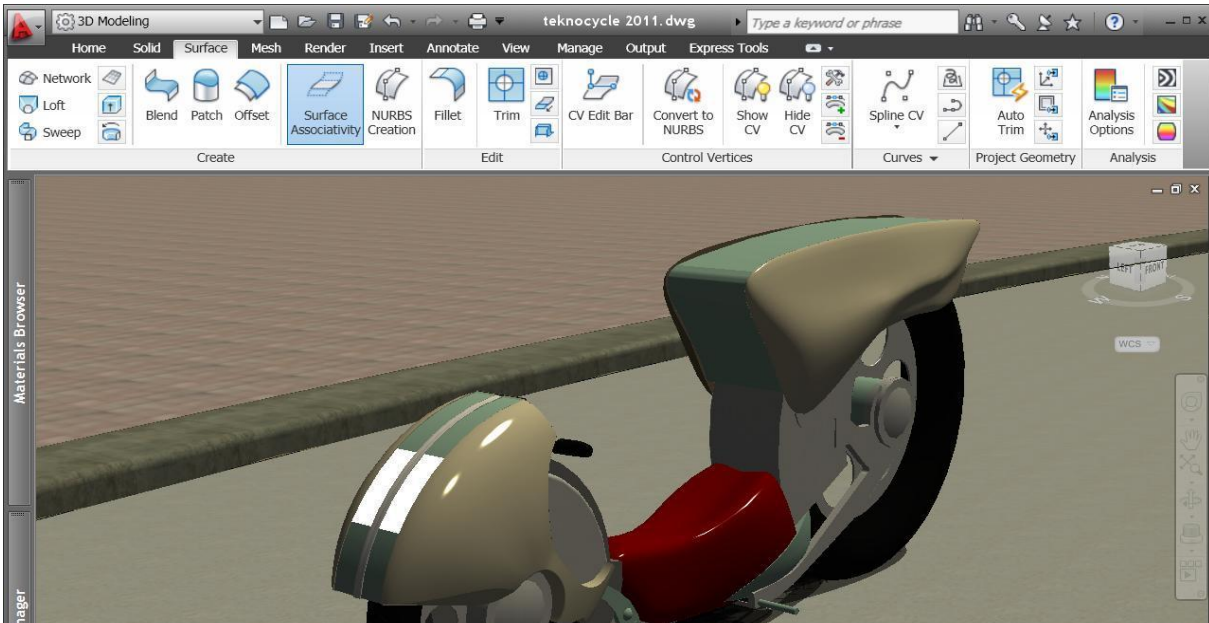 3D Modeling
teknocycle 2011.dwg
Type a keyword or phrase
Home Solid Surface Mesh Render Insert Annotate View Manage Output Express Tools
Network
Loft
Sweep
Blend
Patch
Offset
Surface
Associativity
NURBS
Creation
Create
Fillet
Trim
Edit
CV Edit Bar
Convert to
NURBS
Show
CV
Hide
CV
Control Vertices
Spline CV
Curves
Auto
Trim
Project Geometry
Analysis
Options
Analysis
Materials Browser
nager
LEFT
FRONT
W
S
WCS